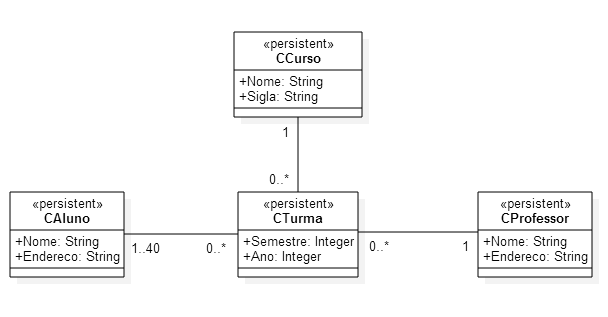 «persistent»
CCurso
+Nome: String
+Sigla: String
1
0..*
«persistent»
CAluno
+Nome: String
+Endereco: String
1..40
0..*
«persistent»
CTurma
+Semestre: Integer
+Ano: Integer
0..*
1
«persistent»
CProfessor
+Nome: String
+Endereco: String